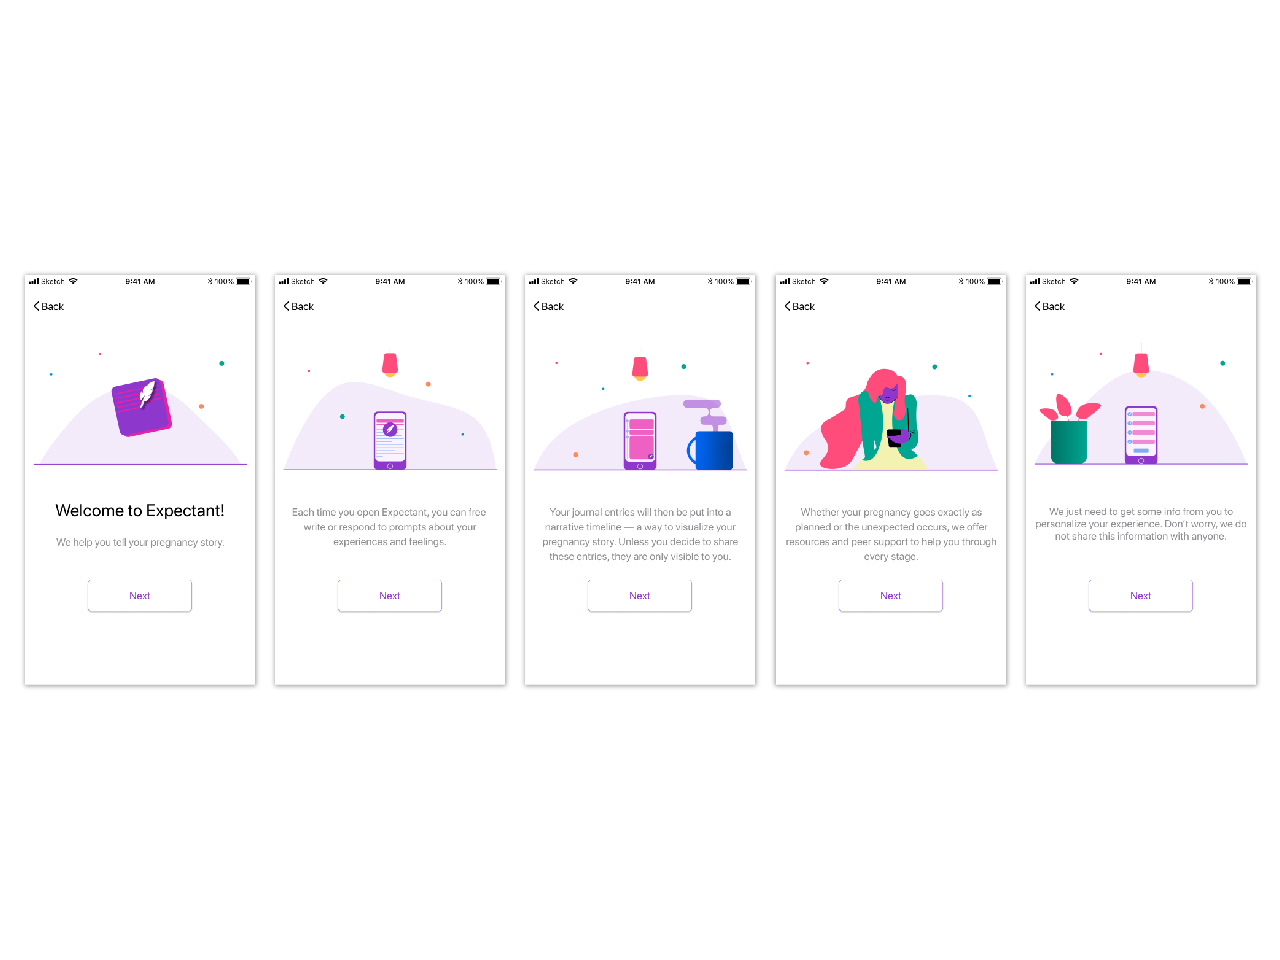 Sketch 9:41 AM 100%
Back
Welcome to Expectant!
We help you tell your pregnancy story.
Next
Sketch 9:41 AM 100%
Back
Each time you open Expectant, you can free
write or respond to prompts about your
experiences and feelings.
Next
Sketch 9:41 AM 100%
Back
Your journal entries will then be put into a
narrative timeline — a way to visualize your
pregnancy story. Unless you decide to share
these entries, they are only visible to you.
Next
Sketch 9:41 AM 100%
Back
Whether your pregnancy goes exactly as
planned or the unexpected occurs, we offer
resources and peer support to help you through
every stage.
Next
Sketch 9:41 AM 100%
Back
We just need to get some info from you to
personalize your experience. Don't worry, we do
not share this information with anyone.
Next